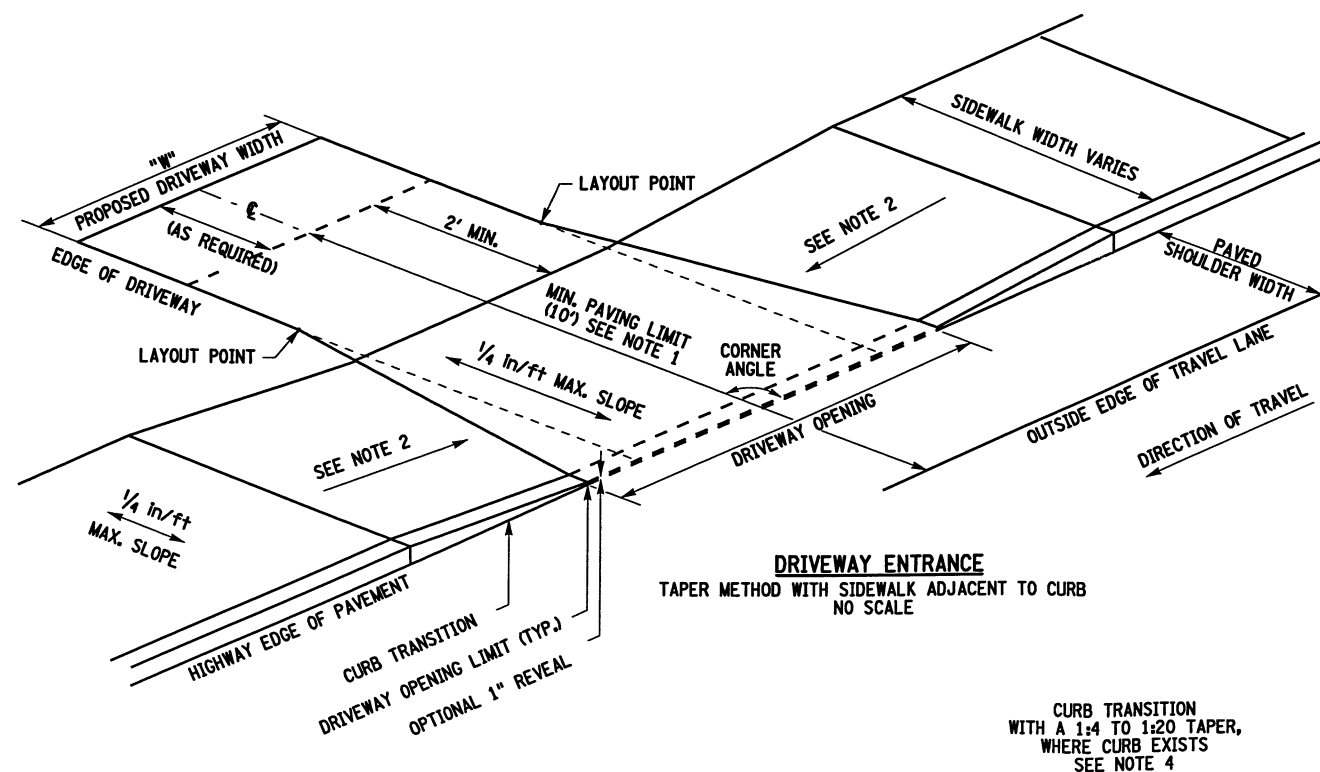 SIDEWALK WIDTH VARIES
"W"
PROPOSED DRIVEWAY WIDTH
LAYOUT POINT
℄
(AS REQUIRED)
2' MIN.
SEE NOTE 2
PAVED
SHOULDER WIDTH
EDGE OF DRIVEWAY
MIN. PAVING LIMIT
(10') SEE NOTE 1
LAYOUT POINT
1/4 in/ft MAX. SLOPE
CORNER
ANGLE
DRIVEWAY OPENING
OUTSIDE EDGE OF TRAVEL LANE
DIRECTION OF TRAVEL
SEE NOTE 2
1/4 in/ft
MAX. SLOPE
HIGHWAY EDGE OF PAVEMENT
DRIVEWAY ENTRANCE
TAPER METHOD WITH SIDEWALK ADJACENT TO CURB
NO SCALE
CURB TRANSITION
DRIVEWAY OPENING LIMIT (TYP.)
OPTIONAL 1" REVEAL
CURB TRANSITION
WITH A 1:4 TO 1:20 TAPER,
WHERE CURB EXISTS
SEE NOTE 4